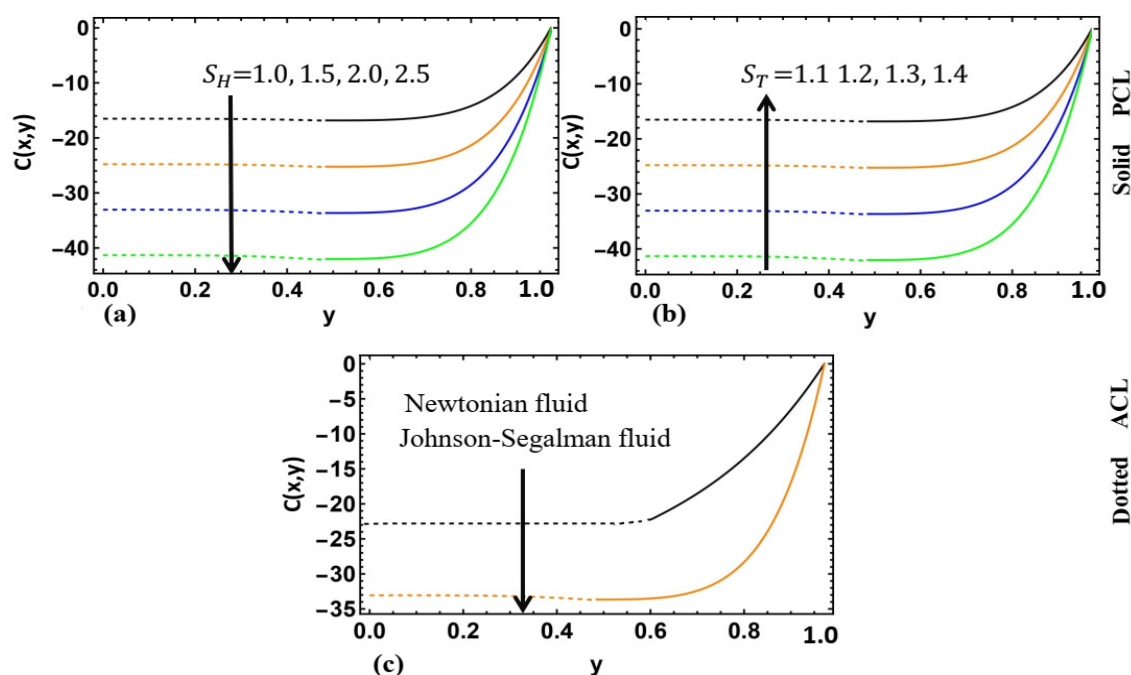 0
−10
−20
−30
−40
C(x,y)
S_H=1.0, 1.5, 2.0, 2.5
0.0 0.2 0.4 0.6 0.8 1.0
(a)
y
0
−10
−20
−30
−40
C(x,y)
S_T=1.1 1.2, 1.3, 1.4
0.0 0.2 0.4 0.6 0.8 1.0
(b)
y
Solid PCL
0
−5
−10
−15
−20
−25
−30
−35
C(x,y)
Newtonian fluid
Johnson-Segalman fluid
0.0 0.2 0.4 0.6 0.8 1.0
(c)
y
Dotted ACL